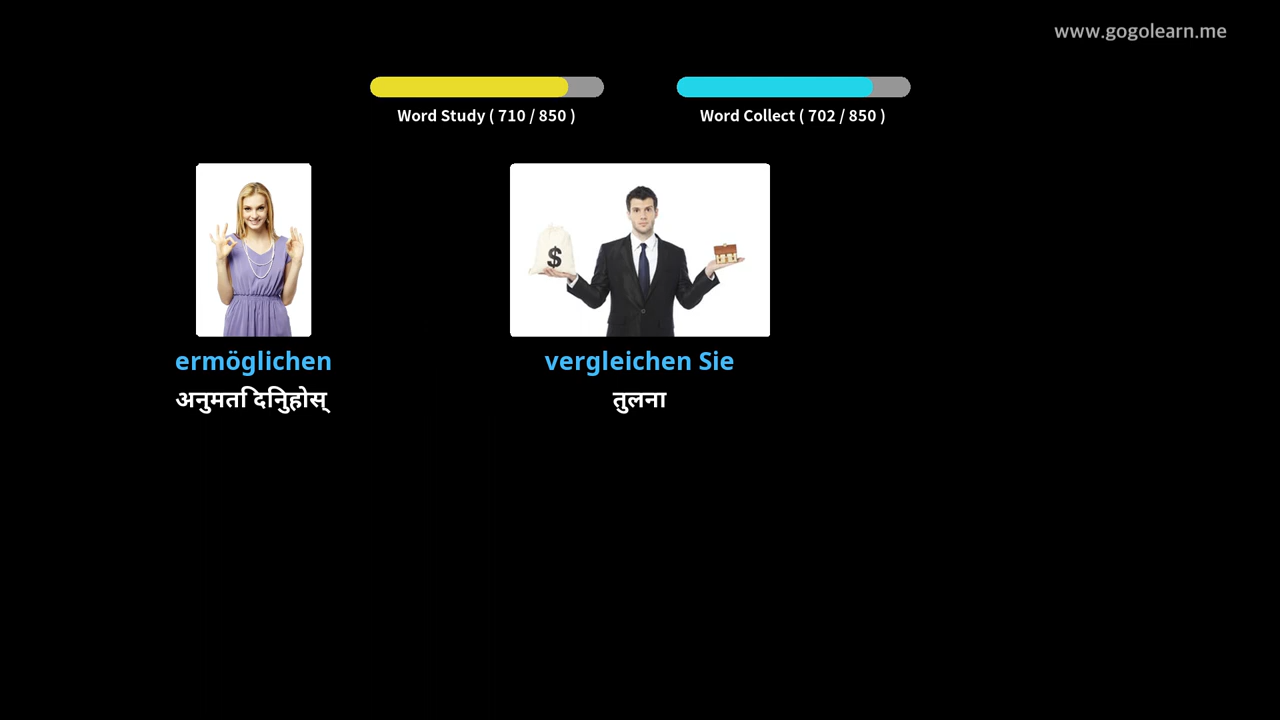 www.gogolearn.me
Word Study ( 710 / 850 )
Word Collect ( 702 / 850 )
$
ermöglichen
vergleichen Sie
अनुमति दिनुहोस्
तुलना